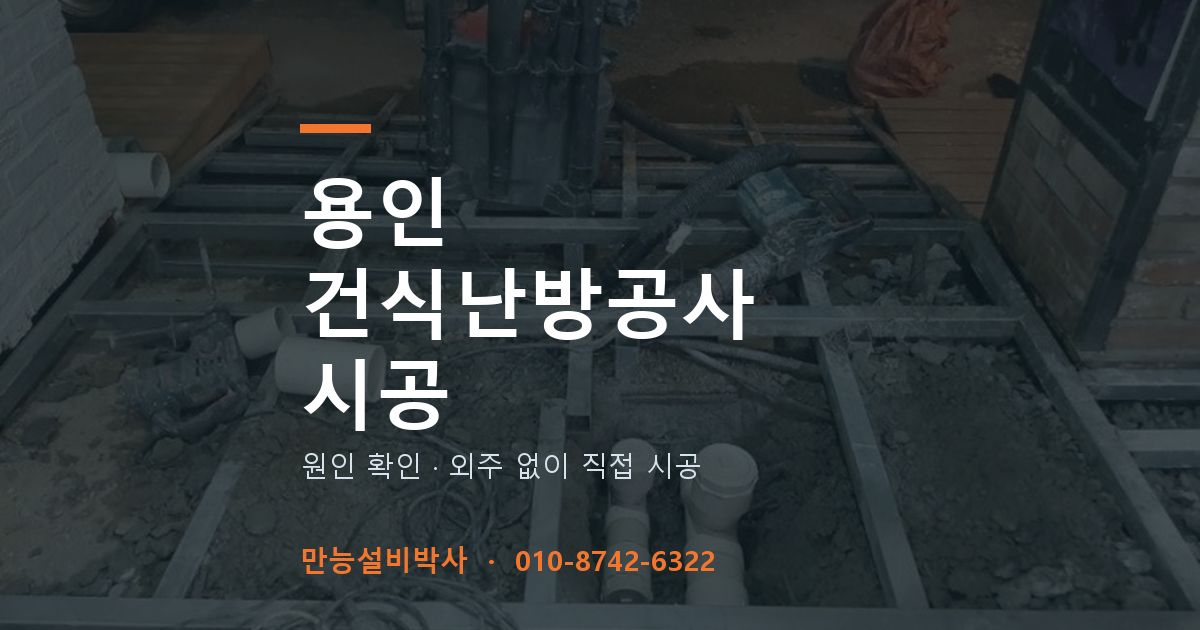 용인
건식난방공사
시공
원인 확인 · 외주 없이 직접 시공
만능설비박사 · 010-8742-6322